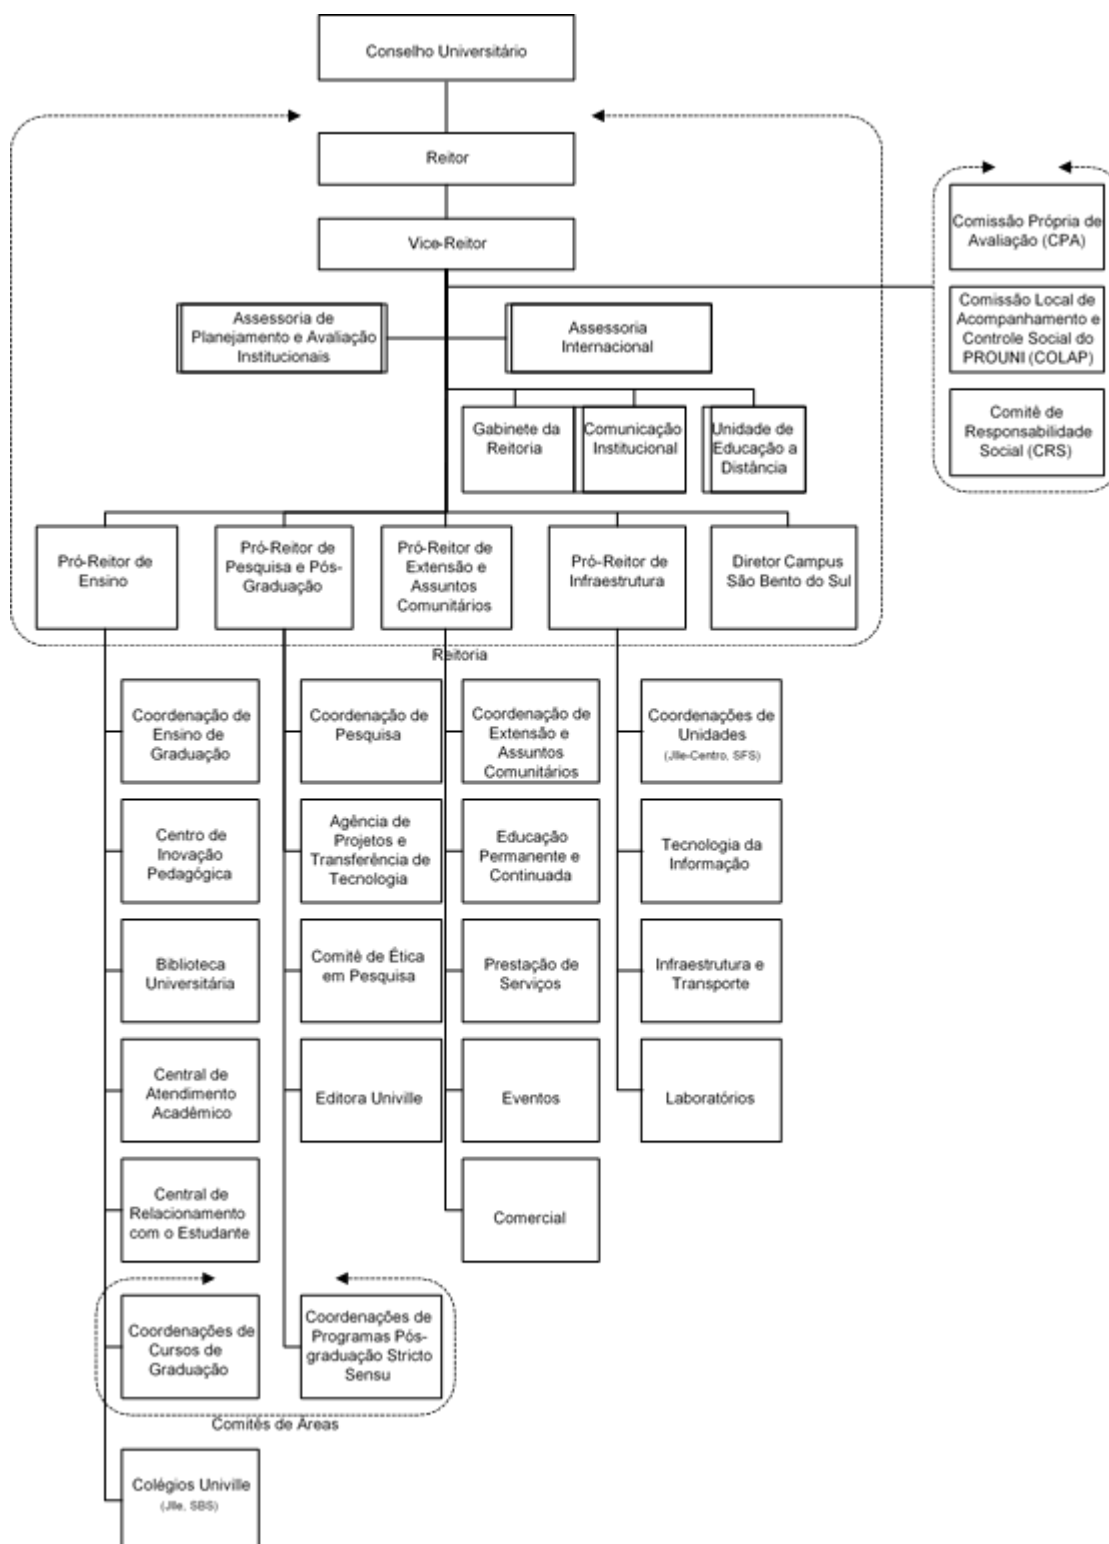 Conselho Universitário
Reitor
Vice-Reitor
Comissão Própria de
Avaliação (CPA)
Comissão Local de
Acompanhamento e
Controle Social do
PROUNI (COLAP)
Comitê de
Responsabilidade
Social (CRS)
Assessoria de
Planejamento e Avaliação
Institucionais
Assessoria
Internacional
Gabinete da
Reitoria
Comunicação
Institucional
Unidade de
Educação a
Distância
Pró-Reitor de
Ensino
Pró-Reitor de
Pesquisa e Pós-
Graduação
Pró-Reitor de
Extensão e
Assuntos
Comunitários
Pró-Reitor de
Infraestrutura
Diretor Campus
São Bento do Sul
Reitoria
Coordenação de
Ensino de
Graduação
Coordenação de
Pesquisa
Coordenação de
Extensão e
Assuntos
Comunitários
Coordenações de
Unidades
(Jlle-Centro, SFS)
Centro de
Inovação
Pedagógica
Agência de
Projetos e
Transferência de
Tecnologia
Educação
Permanente e
Continuada
Tecnologia da
Informação
Biblioteca
Universitária
Comitê de Ética
em Pesquisa
Prestação de
Serviços
Infraestrutura e
Transporte
Central de
Atendimento
Acadêmico
Editora Univille
Eventos
Laboratórios
Central de
Relacionamento
com o Estudante
Comercial
Coordenações de
Cursos de
Graduação
Coordenações de
Programas Pós-
graduação Stricto
Sensu
Comitês de Áreas
Colégios Univille
(Jlle, SBS)